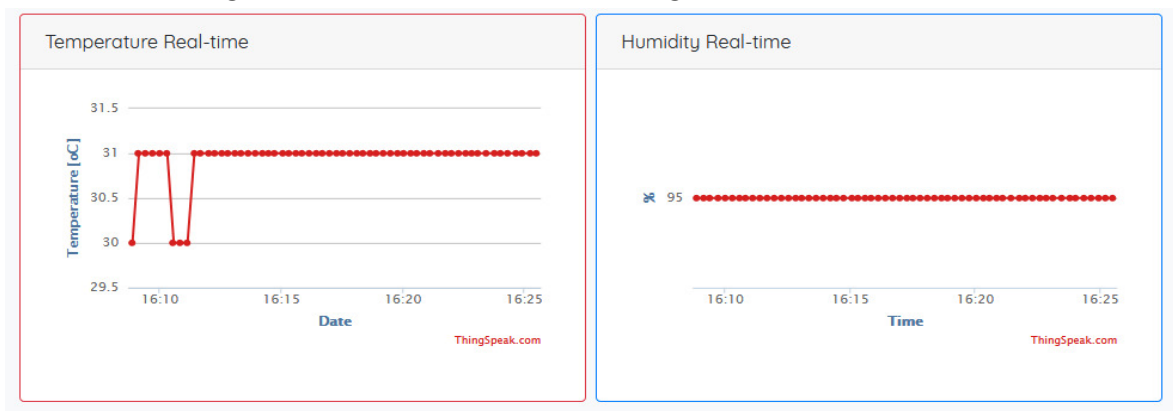 Temperature Real-time
31.5
31
30.5
30
29.5
Temperature [oC]
16:10 16:15 16:20 16:25
Date
ThingSpeak.com
Humidity Real-time
%
95
16:10 16:15 16:20 16:25
Time
ThingSpeak.com